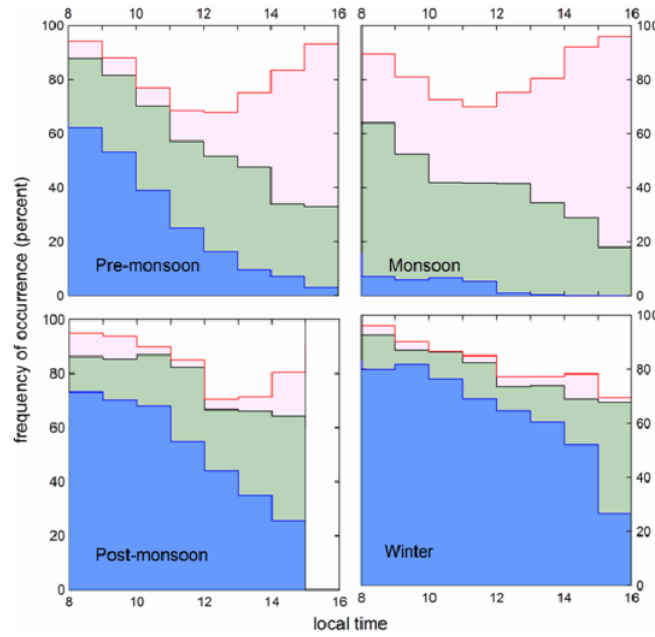 8 10 12 14 16 8 10 12 14 16
100 100
80 80
60 60
40 40
20 20
0 0
Pre-monsoon Monsoon
100 100
80 80
60 60
40 40
20 20
0 0
Post-monsoon Winter
8 10 12 14 16 8 10 12 14 16
frequency of occurrence (percent)
local time